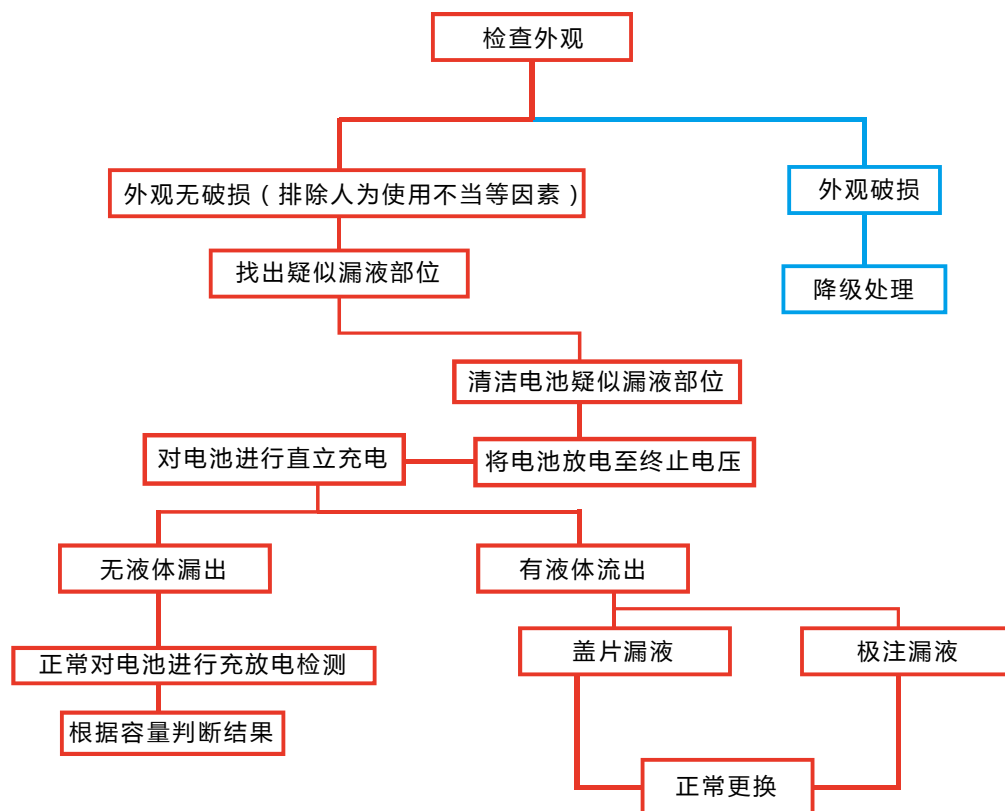 检查外观
外观无破损（排除人为使用不当等因素）
外观破损
找出疑似漏液部位
降级处理
清洁电池疑似漏液部位
对电池进行直立充电
将电池放电至终止电压
无液体漏出
有液体流出
正常对电池进行充放电检测
盖片漏液
极注漏液
根据容量判断结果
正常更换